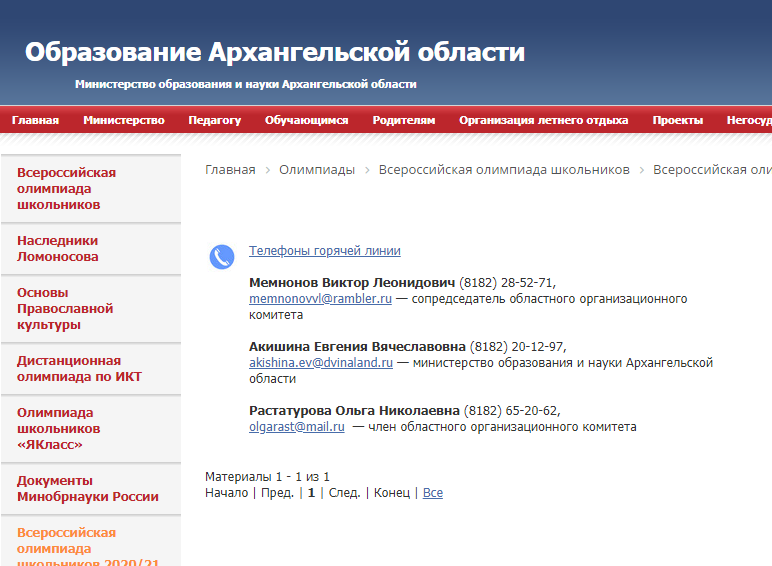 Образование Архангельской области
Министерство образования и науки Архангельской области
Главная Министерство Педагогу Обучающимся Родителям Организация летнего отдыха Проекты Негосуд
Всероссийская
олимпиада
школьников
Наследники
Ломоносова
Основы
Православной
культуры
Дистанционная
олимпиада по ИКТ
Олимпиада
школьников
«ЯКласс»
Документы
Минобрнауки России
Всероссийская
олимпиада
школьников 2020/21
Главная > Олимпиады > Всероссийская олимпиада школьников > Всероссийская оли
Телефоны горячей линии
Мемнонов Виктор Леонидович (8182) 28-52-71,
memnonovvl@rambler.ru — сопредседатель областного организационного
комитета
Акишина Евгения Вячеславовна (8182) 20-12-97,
akishina.ev@dvinaland.ru — министерство образования и науки Архангельской
области
Растатурова Ольга Николаевна (8182) 65-20-62,
olgarast@mail.ru — член областного организационного комитета
Материалы 1 - 1 из 1
Начало | Пред. | 1 | След. | Конец | Все